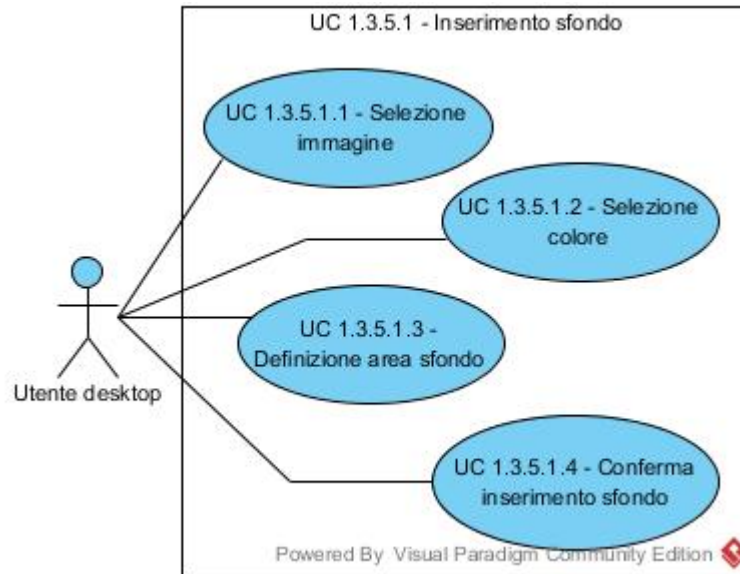 UC 1.3.5.1 - Inserimento sfondo
UC 1.3.5.1.1 - Selezione
immagine
UC 1.3.5.1.2 - Selezione
colore
UC 1.3.5.1.3 -
Definizione area sfondo
Utente desktop
UC 1.3.5.1.4 - Conferma
inserimento sfondo
Powered By Visual Paradigm Community Edition